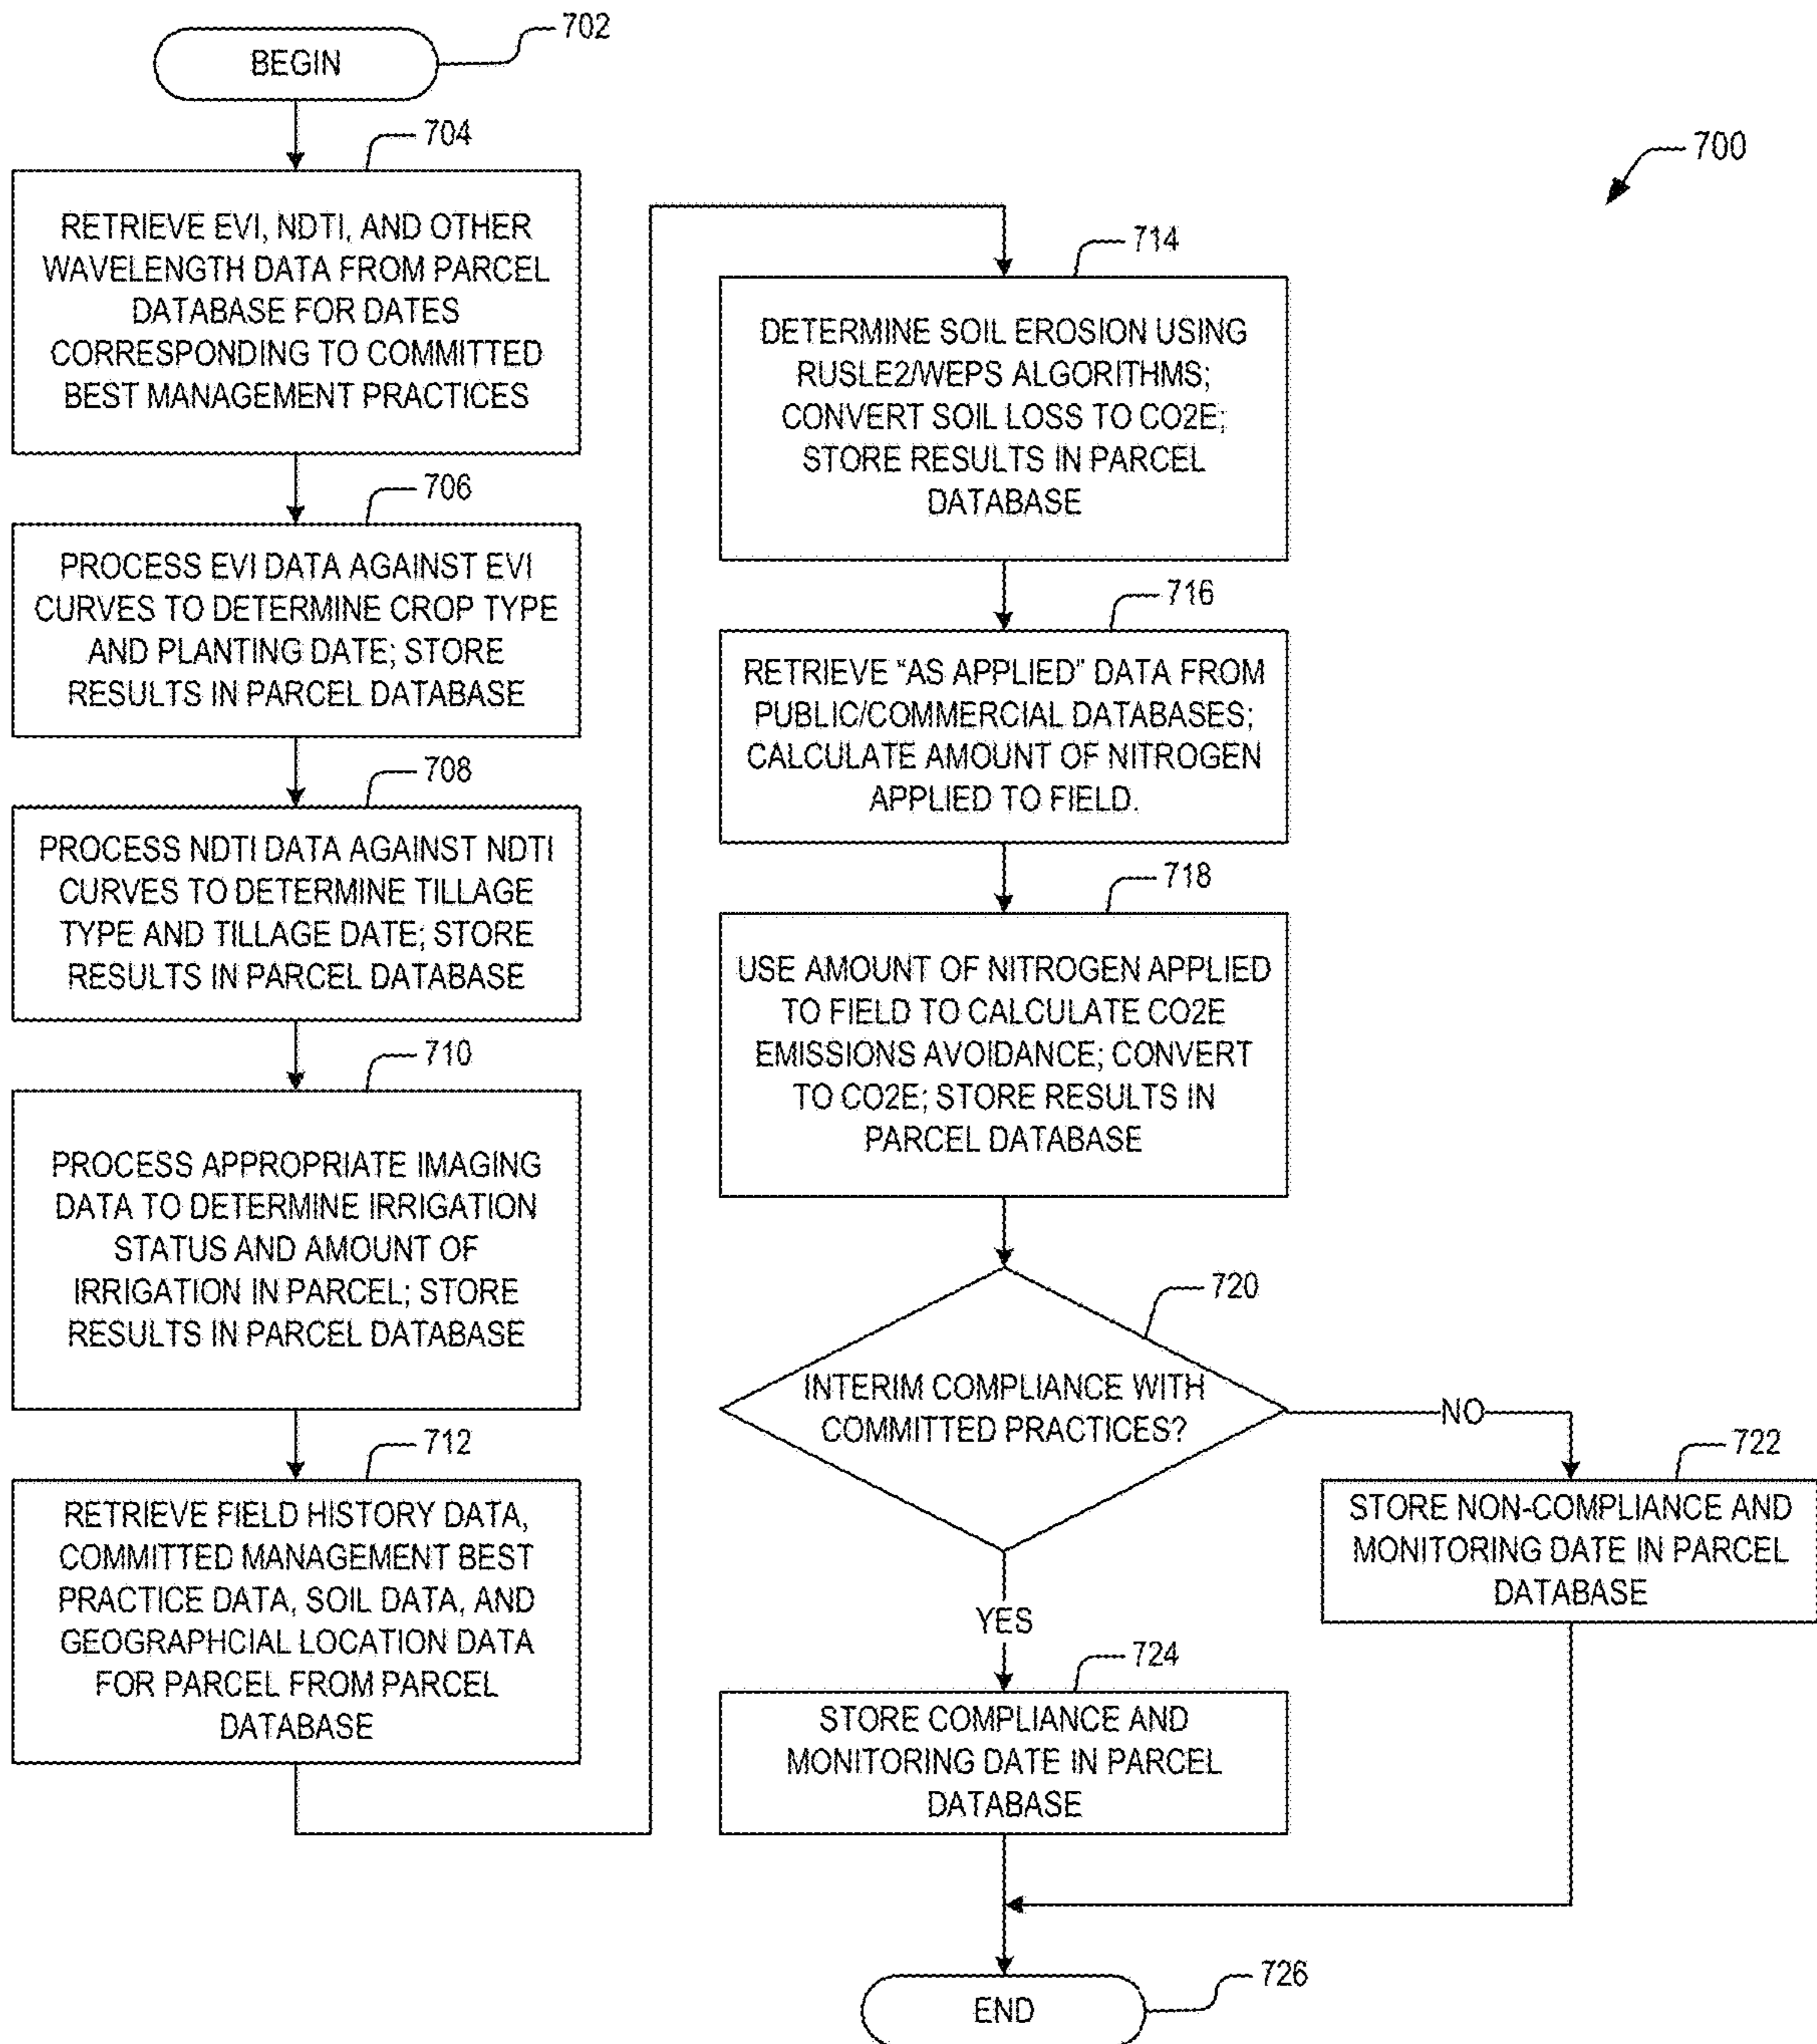 BEGIN
702
704
RETRIEVE EVI, NDTI, AND OTHER
WAVELENGTH DATA FROM PARCEL
DATABASE FOR DATES
CORRESPONDING TO COMMITTED
BEST MANAGEMENT PRACTICES
706
PROCESS EVI DATA AGAINST EVI
CURVES TO DETERMINE CROP TYPE
AND PLANTING DATE; STORE
RESULTS IN PARCEL DATABASE
708
PROCESS NDTI DATA AGAINST NDTI
CURVES TO DETERMINE TILLAGE
TYPE AND TILLAGE DATE; STORE
RESULTS IN PARCEL DATABASE
710
PROCESS APPROPRIATE IMAGING
DATA TO DETERMINE IRRIGATION
STATUS AND AMOUNT OF
IRRIGATION IN PARCEL; STORE
RESULTS IN PARCEL DATABASE
712
RETRIEVE FIELD HISTORY DATA,
COMMITTED MANAGEMENT BEST
PRACTICE DATA, SOIL DATA, AND
GEOGRAPHCIAL LOCATION DATA
FOR PARCEL FROM PARCEL
DATABASE
700
714
DETERMINE SOIL EROSION USING
RUSLE2/WEPS ALGORITHMS;
CONVERT SOIL LOSS TO CO2E;
STORE RESULTS IN PARCEL
DATABASE
716
RETRIEVE “AS APPLIED” DATA FROM
PUBLIC/COMMERCIAL DATABASES;
CALCULATE AMOUNT OF NITROGEN
APPLIED TO FIELD.
718
USE AMOUNT OF NITROGEN APPLIED
TO FIELD TO CALCULATE CO2E
EMISSIONS AVOIDANCE; CONVERT
TO CO2E; STORE RESULTS IN
PARCEL DATABASE
720
INTERIM COMPLIANCE WITH
COMMITTED PRACTICES?
NO
722
STORE NON-COMPLIANCE AND
MONITORING DATE IN PARCEL
DATABASE
YES
724
STORE COMPLIANCE AND
MONITORING DATE IN PARCEL
DATABASE
END
726